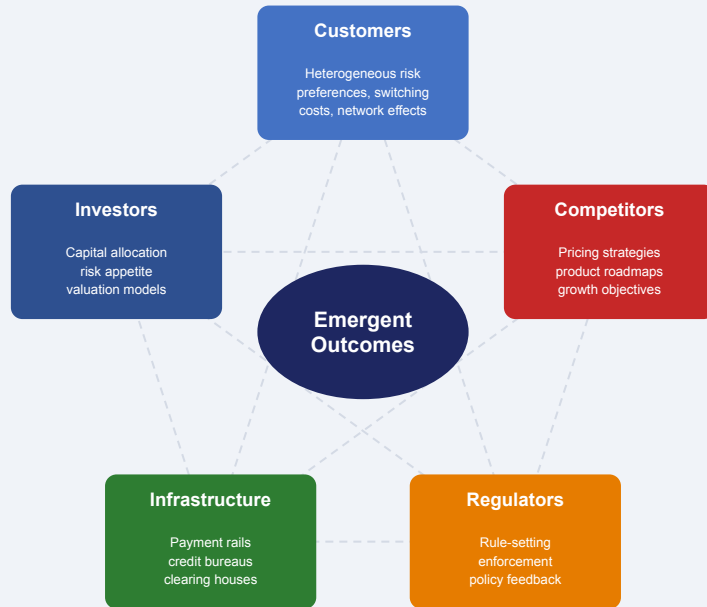 Customers
Heterogeneous risk
preferences, switching
costs, network effects
Investors
Capital allocation
risk appetite
valuation models
Competitors
Pricing strategies
product roadmaps
growth objectives
Emergent
Outcomes
Infrastructure
Payment rails
credit bureaus
clearing houses
Regulators
Rule-setting
enforcement
policy feedback